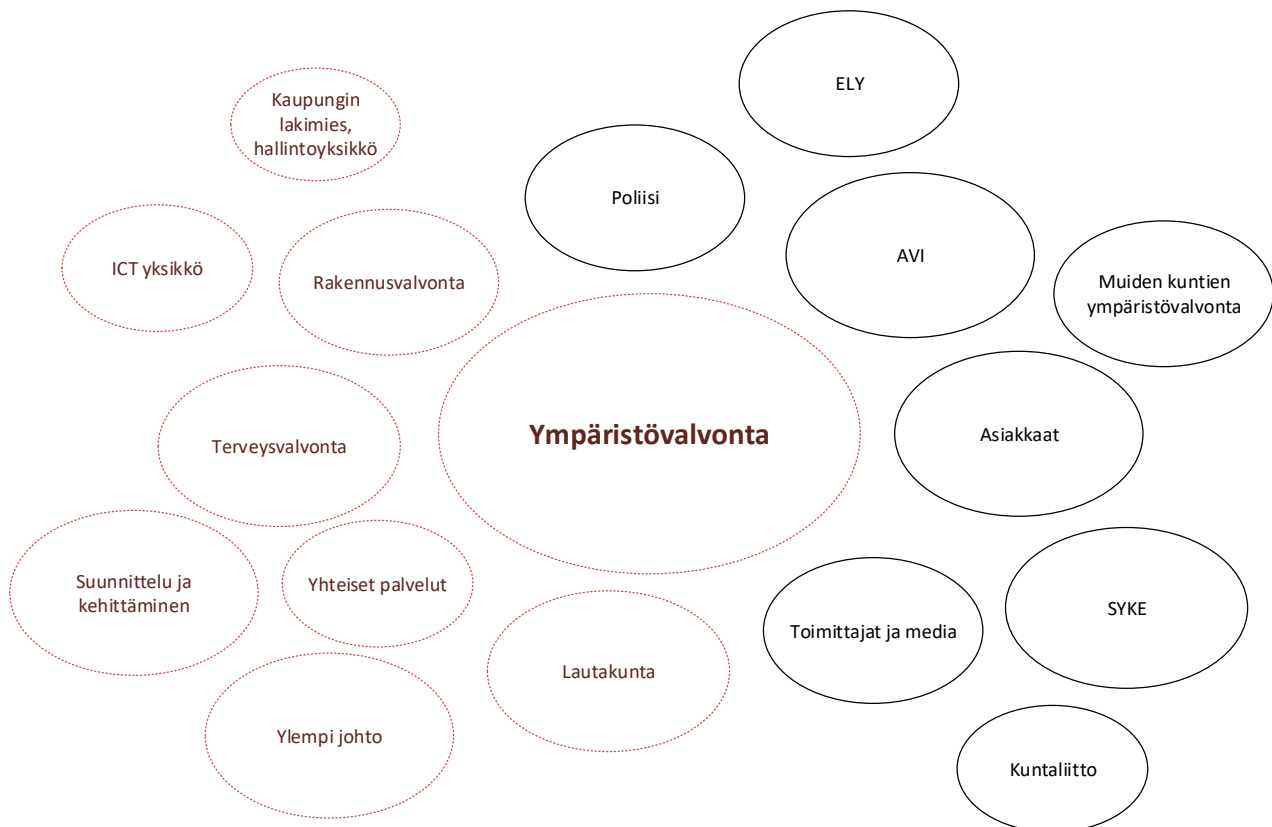 ELY
Kaupungin
lakimies,
hallintoyksikkö
Poliisi
AVI
ICT yksikkö
Rakennusvalvonta
Muiden kuntien
ympäristövalvonta
Ympäristövalvonta
Asiakkaat
Terveysvalvonta
Suunnittelu ja
kehittäminen
Yhteiset palvelut
SYKE
Toimittajat ja media
Lautakunta
Ylempi johto
Kuntaliitto